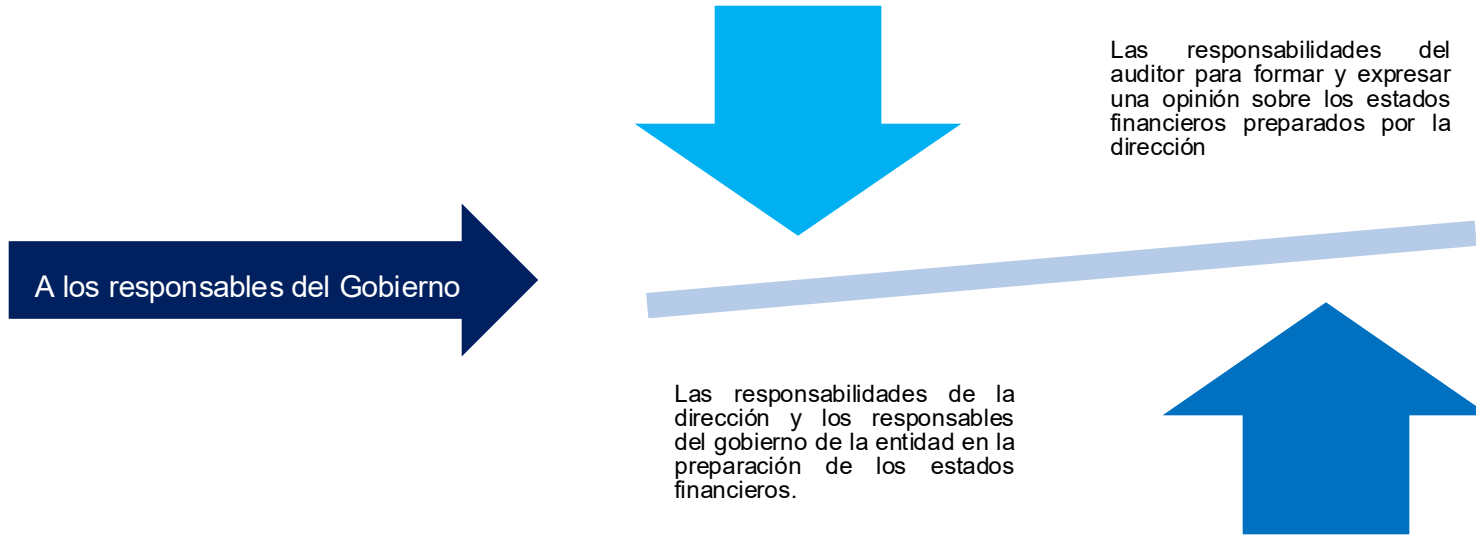 Las responsabilidades del
auditor para formar y expresar
una opinión sobre los estados
financieros preparados por la
dirección
A los responsables del Gobierno
Las responsabilidades de la
dirección y los responsables
del gobierno de la entidad en la
preparación de los estados
financieros.